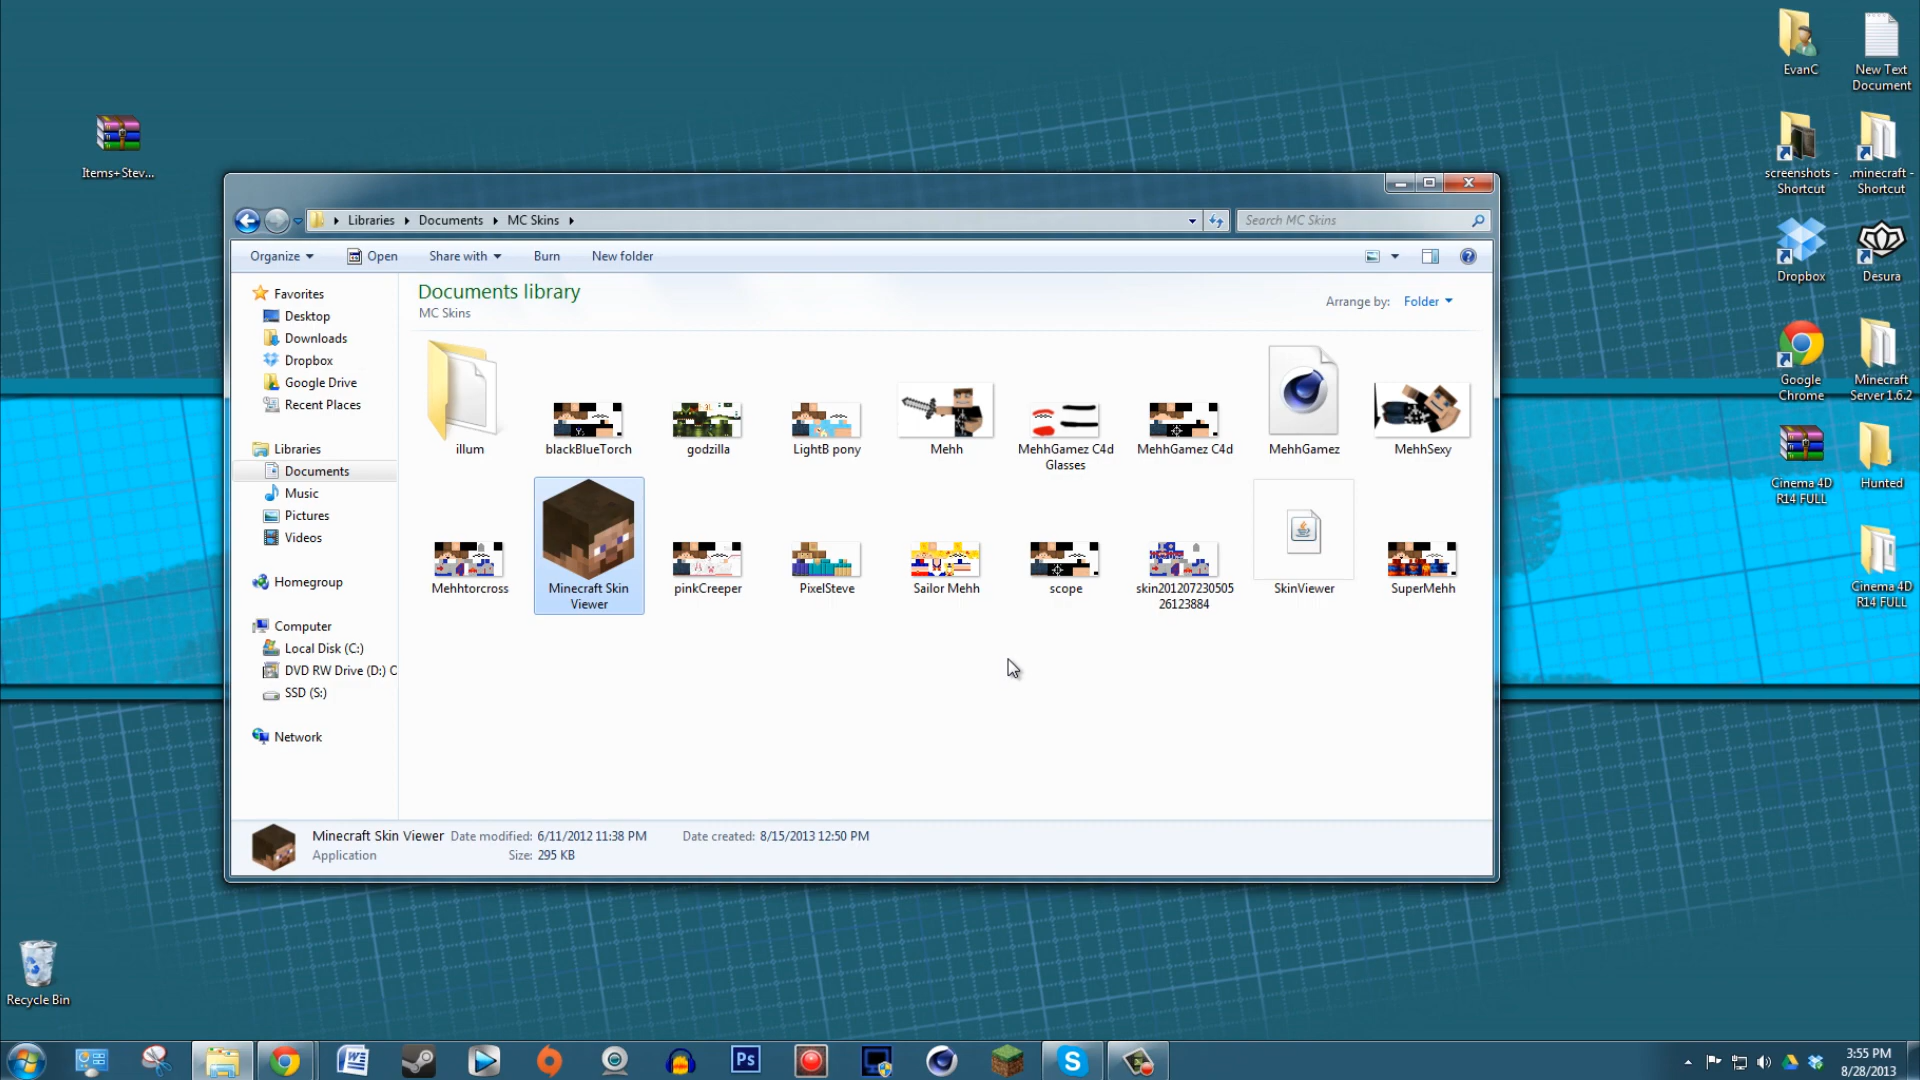 Items+Stev...
EvanC
New Text
Document
screenshots -
Shortcut
.minecraft -
Shortcut
Dropbox
Desura
Google
Chrome
Minecraft
Server 1.6.2
Cinema 4D
R14 FULL
Hunted
Cinema 4D
R14 FULL
Recycle Bin
Libraries
Documents
MC Skins
Search MC Skins
Organize
Open
Share with
Burn
New folder
Favorites
Desktop
Downloads
Dropbox
Google Drive
Recent Places
Libraries
Documents
Music
Pictures
Videos
Homegroup
Computer
Local Disk (C:)
DVD RW Drive (D:) C
SSD (S:)
Network
Documents library
MC Skins
Arrange by: Folder
illum
blackBlueTorch
godzilla
LightB pony
Mehh
MehhGamez C4d
Glasses
MehhGamez C4d
MehhGamez
MehhSexy
Mehhtorcross
Minecraft Skin
Viewer
pinkCreeper
PixelSteve
Sailor Mehh
scope
skin201207230505
26123884
SkinViewer
SuperMehh
Minecraft Skin Viewer Date modified: 6/11/2012 11:38 PM Date created: 8/15/2013 12:50 PM
Application Size: 295 KB
Ps
3:55 PM
8/28/2013